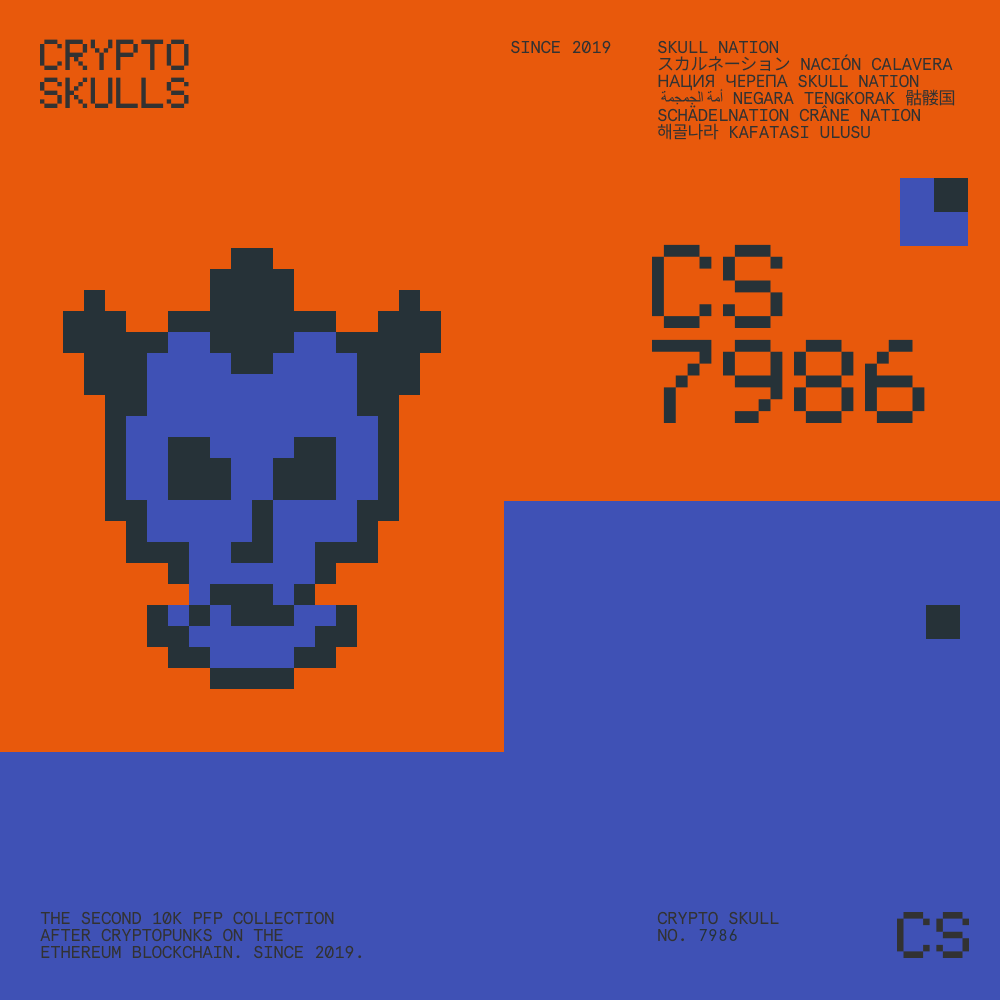 CRYPTO
SKULLS
SINCE 2019
SKULL NATION
スカルネーション NACIÓN CALAVERA
НАЦИЯ ЧЕРЕПА SKULL NATION
أمة الجمجمة NEGARA TENGKORAK 骷髅国
SCHÄDELNATION CRÂNE NATION
해골나라 KAFATASI ULUSU
CS
7986
THE SECOND 10K PFP COLLECTION
AFTER CRYPTOPUNKS ON THE
ETHEREUM BLOCKCHAIN. SINCE 2019.
CRYPTO SKULL
NO. 7986
CS